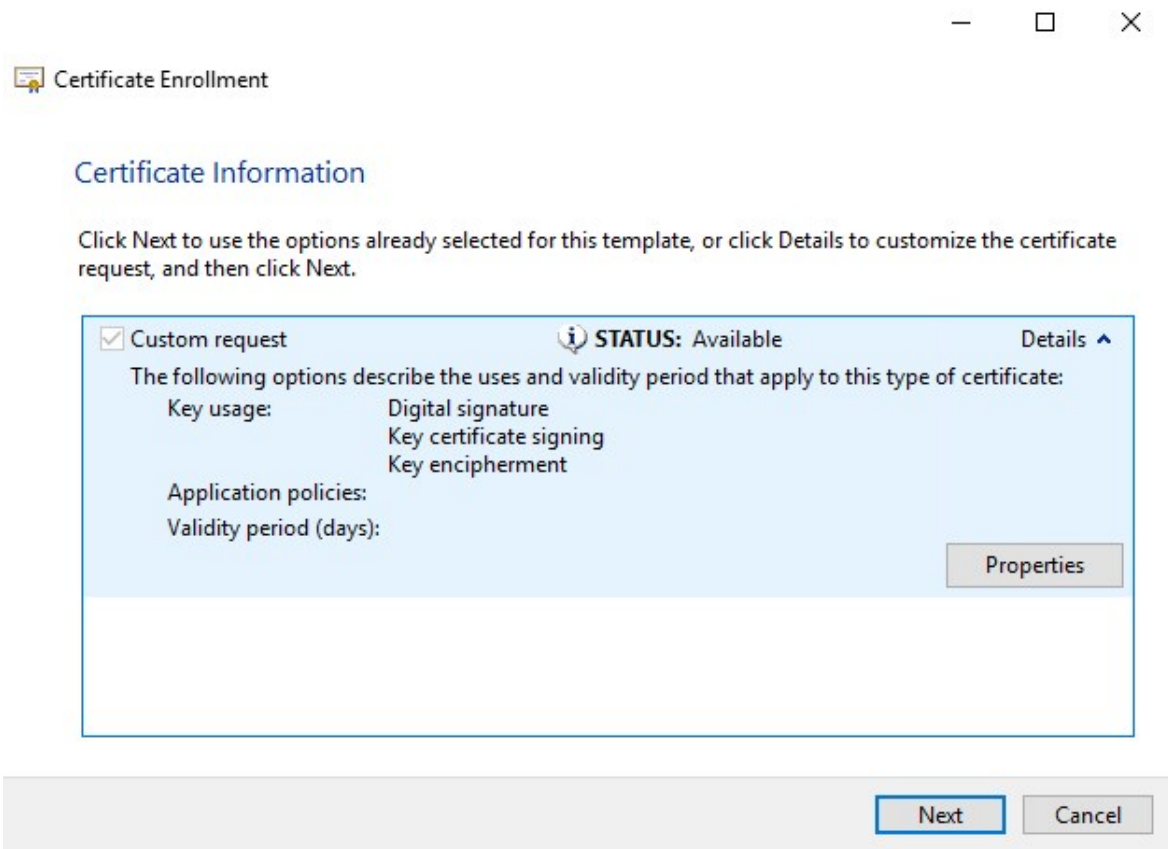 Certificate Enrollment
Certificate Information
Click Next to use the options already selected for this template, or click Details to customize the certificate
request, and then click Next.
Custom request STATUS: Available Details
The following options describe the uses and validity period that apply to this type of certificate:
Key usage: Digital signature
Key certificate signing
Key encipherment
Application policies:
Validity period (days):
Properties
Next Cancel